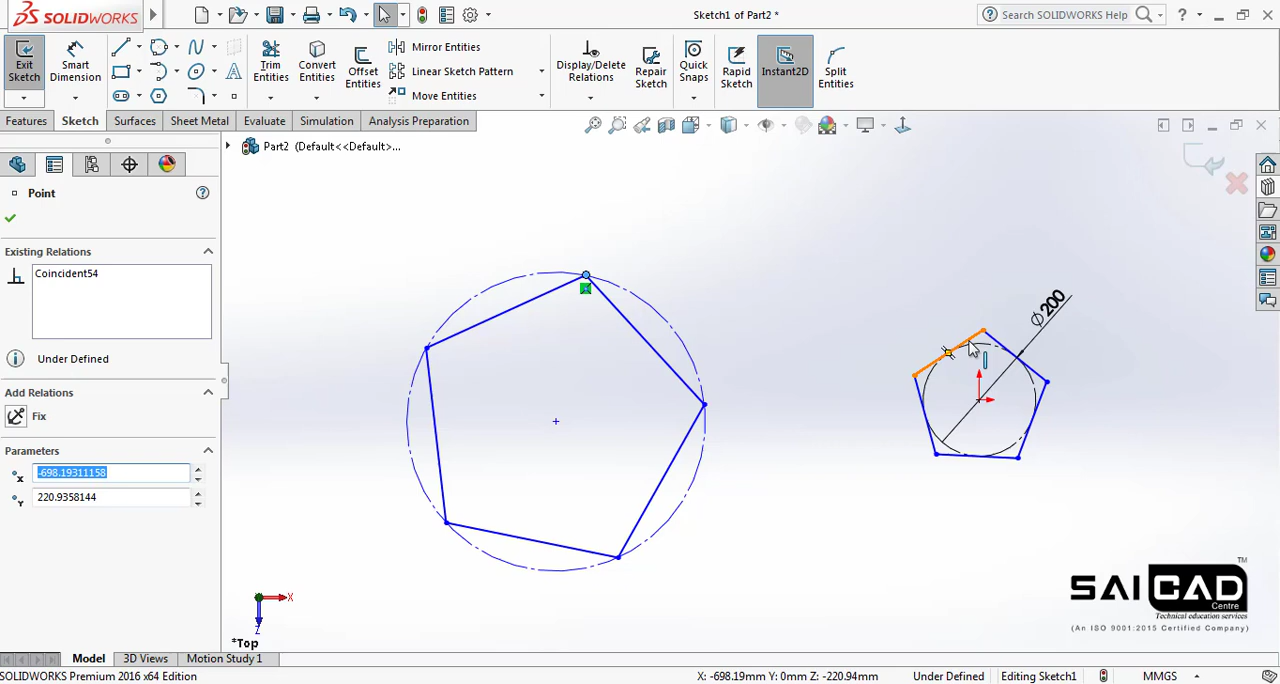 SOLIDWORKS
Sketch1 of Part2 *
Search SOLIDWORKS Help
Exit Sketch
Smart Dimension
Trim Entities
Convert Entities
Offset Entities
Mirror Entities
Linear Sketch Pattern
Move Entities
Display/Delete Relations
Repair Sketch
Quick Snaps
Rapid Sketch
Instant2D
Split Entities
Features
Sketch
Surfaces
Sheet Metal
Evaluate
Simulation
Analysis Preparation
Part2 (Default<<Default>...
Point
Existing Relations
Coincident54
Under Defined
Add Relations
Fix
Parameters
-698.19311158
220.9358144
Ø200
X
Z
*Top
SAI CAD
TM
Centre
Technical education services
(An ISO 9001:2015 Certified Company)
Model
3D Views
Motion Study 1
SOLIDWORKS Premium 2016 x64 Edition
X: -698.19mm Y: 0mm Z: -220.94mm
Under Defined
Editing Sketch1
MMGS